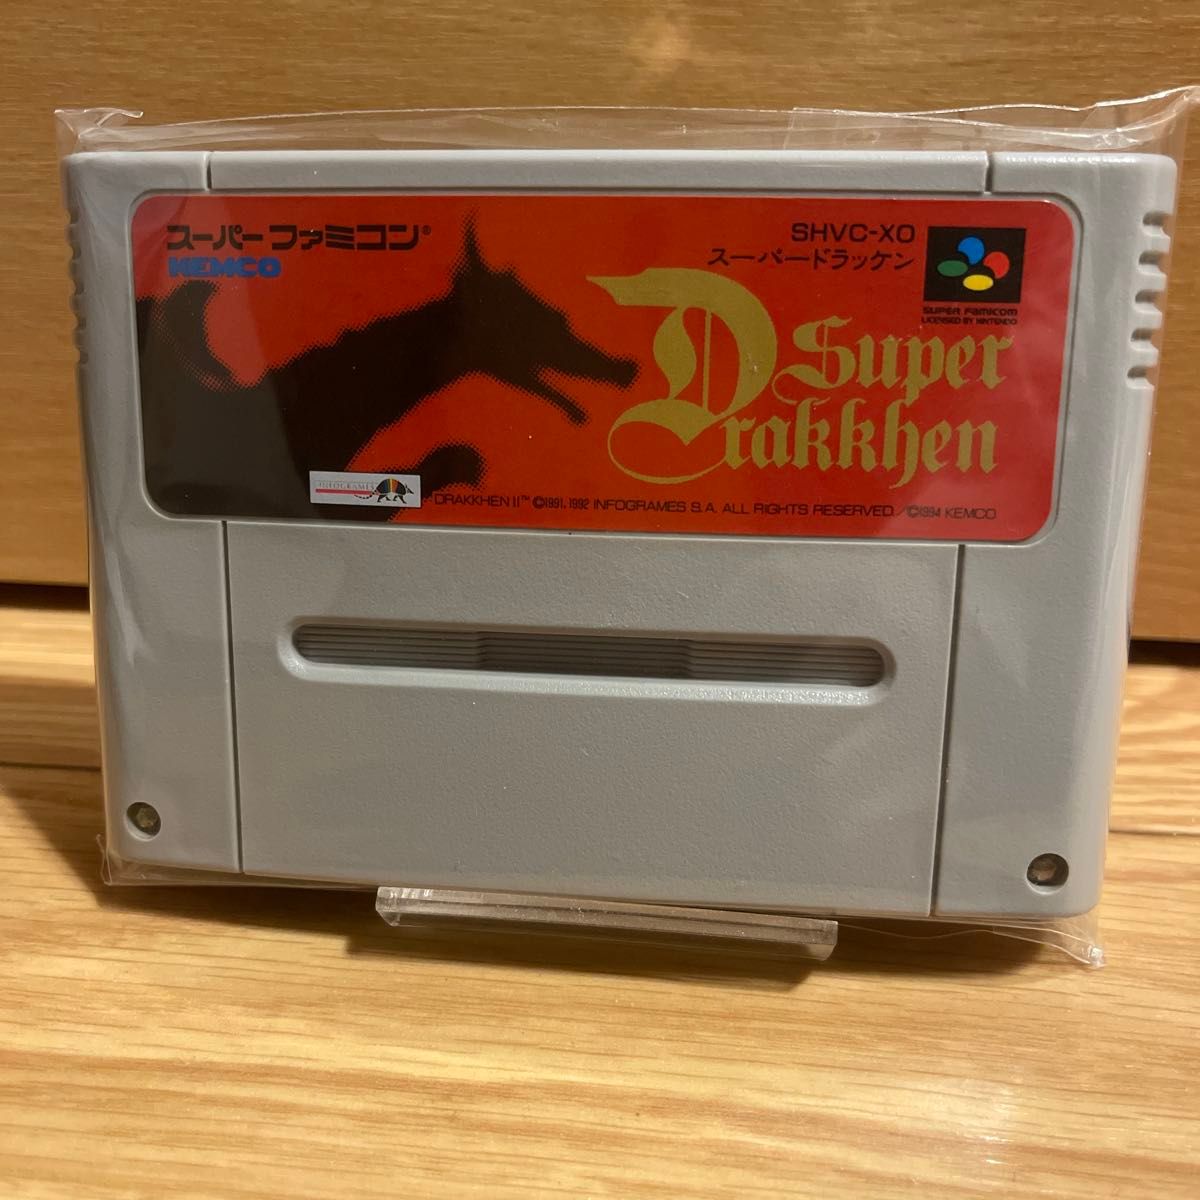 スーパーファミコン®
KEMCO
SHVC-XO
スーパードラッケン
SUPER FAMICOM
LICENSED BY NINTENDO
Super
Drakkhen
INFOGRAMES
DRAKKHEN II™ ©1991, 1992 INFOGRAMES S.A. ALL RIGHTS RESERVED./©1994 KEMCO